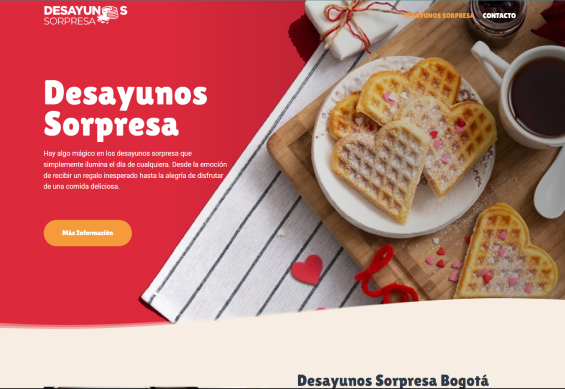 DESAYUNOS
SORPRESA
DESAYUNOS SORPRESA
CONTACTO
Desayunos
Sorpresa
Hay algo mágico en los desayunos sorpresa que
simplemente ilumina el día de cualquiera. Desde la emoción
de recibir un regalo inesperado hasta la alegría de disfrutar
de una comida deliciosa.
Más Información
Desayunos Sorpresa Bogotá